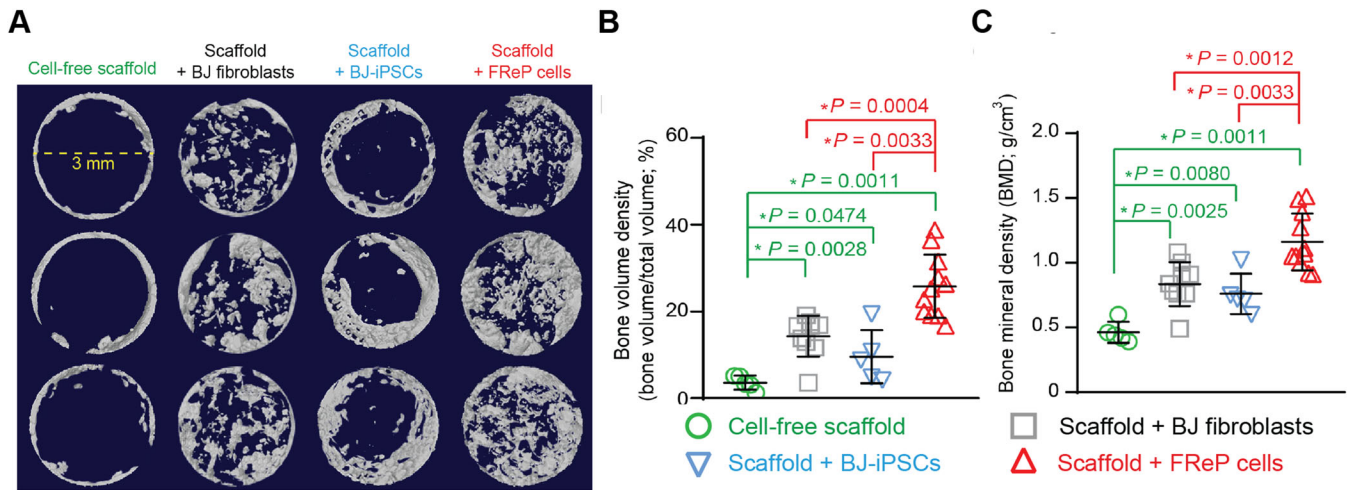 A
Cell-free scaffold
Scaffold
+ BJ fibroblasts
Scaffold
+ BJ-iPSCs
Scaffold
+ FReP cells
3 mm
B
Bone volume density
(bone volume/total volume; %)
60
40
20
0
*P = 0.0004
*P = 0.0033
*P = 0.0011
*P = 0.0474
*P = 0.0028
C
Bone mineral density (BMD; g/cm³)
2.0
1.5
1.0
0.5
0
*P = 0.0012
*P = 0.0033
*P = 0.0011
*P = 0.0080
*P = 0.0025
Cell-free scaffold
Scaffold + BJ fibroblasts
Scaffold + BJ-iPSCs
Scaffold + FReP cells